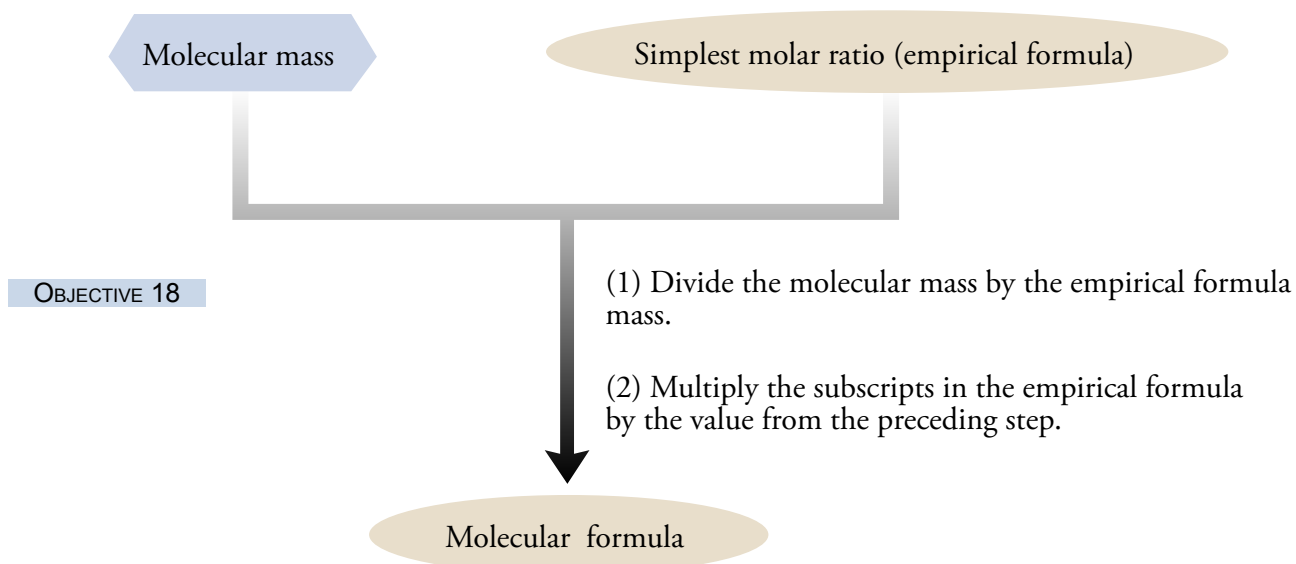 Molecular mass
Simplest molar ratio (empirical formula)
OBJECTIVE 18
(1) Divide the molecular mass by the empirical formula
mass.
(2) Multiply the subscripts in the empirical formula
by the value from the preceding step.
Molecular formula